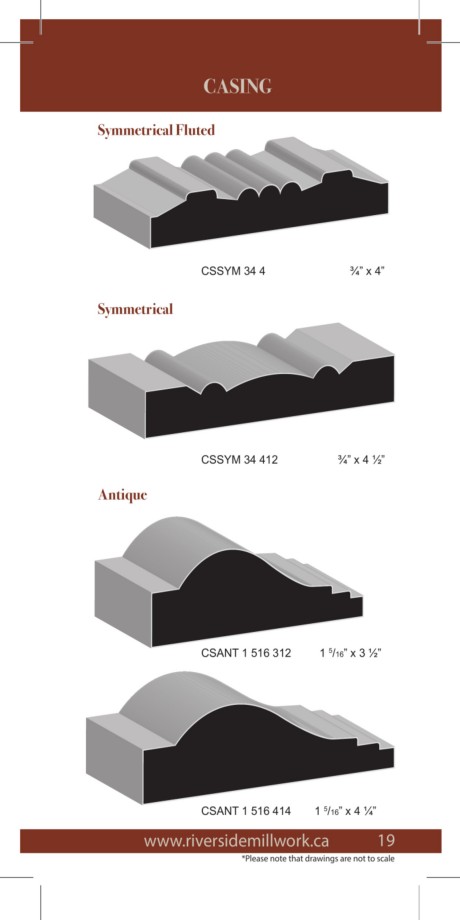 CASING
Symmetrical Fluted
CSSYM 34 4 ¾" x 4"
Symmetrical
CSSYM 34 412 ¾" x 4 ½"
Antique
CSANT 1 516 312 1 ⁵/₁₆" x 3 ½"
CSANT 1 516 414 1 ⁵/₁₆" x 4 ¼"
www.riversidemillwork.ca 19
*Please note that drawings are not to scale